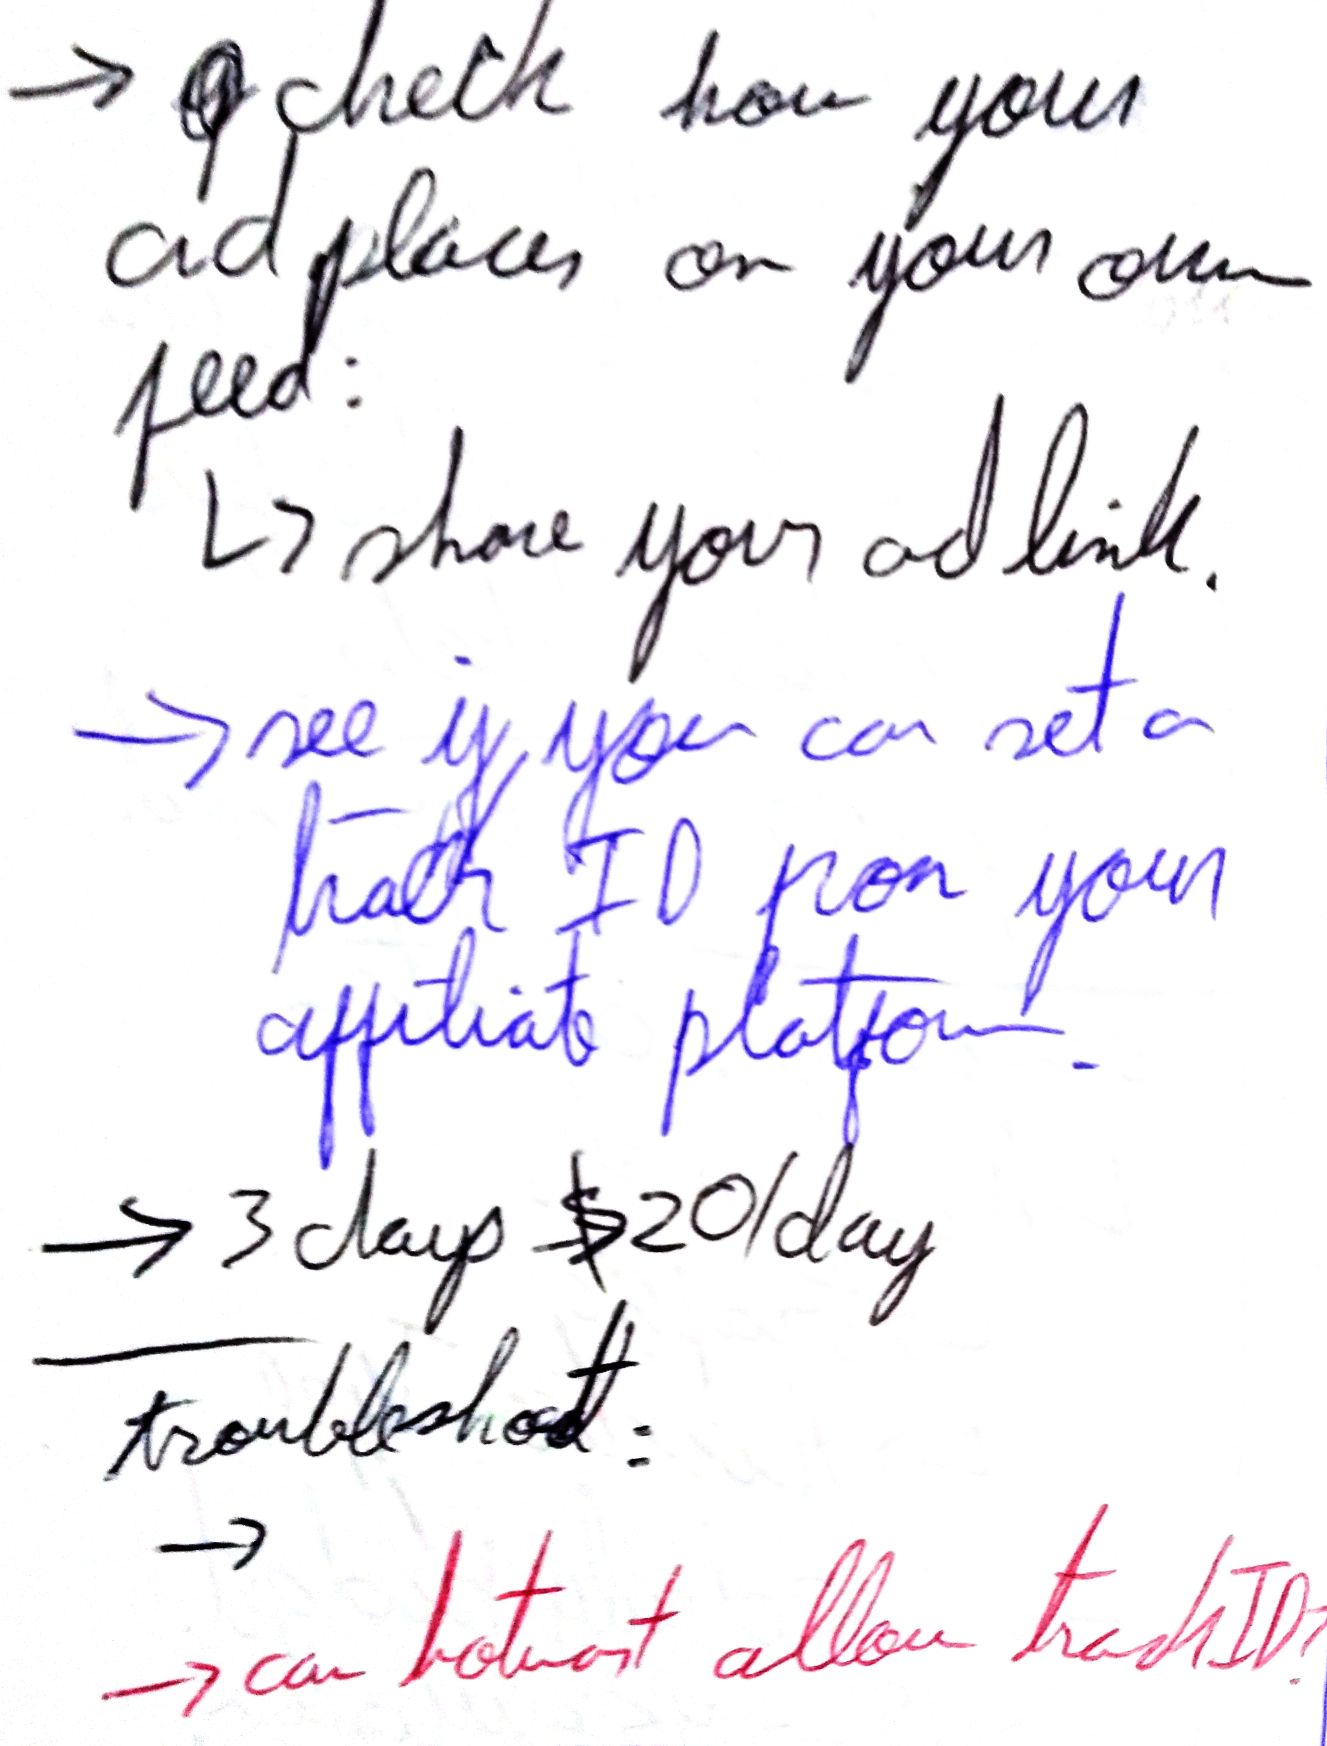 → check how your
ad places on your own
feed:
↳ share your ad link.
→ see if you can set a
track ID from your
affiliate platform.
→ 3 days $20/day
troubleshoot:
→
→ can hotmart allow track ID?